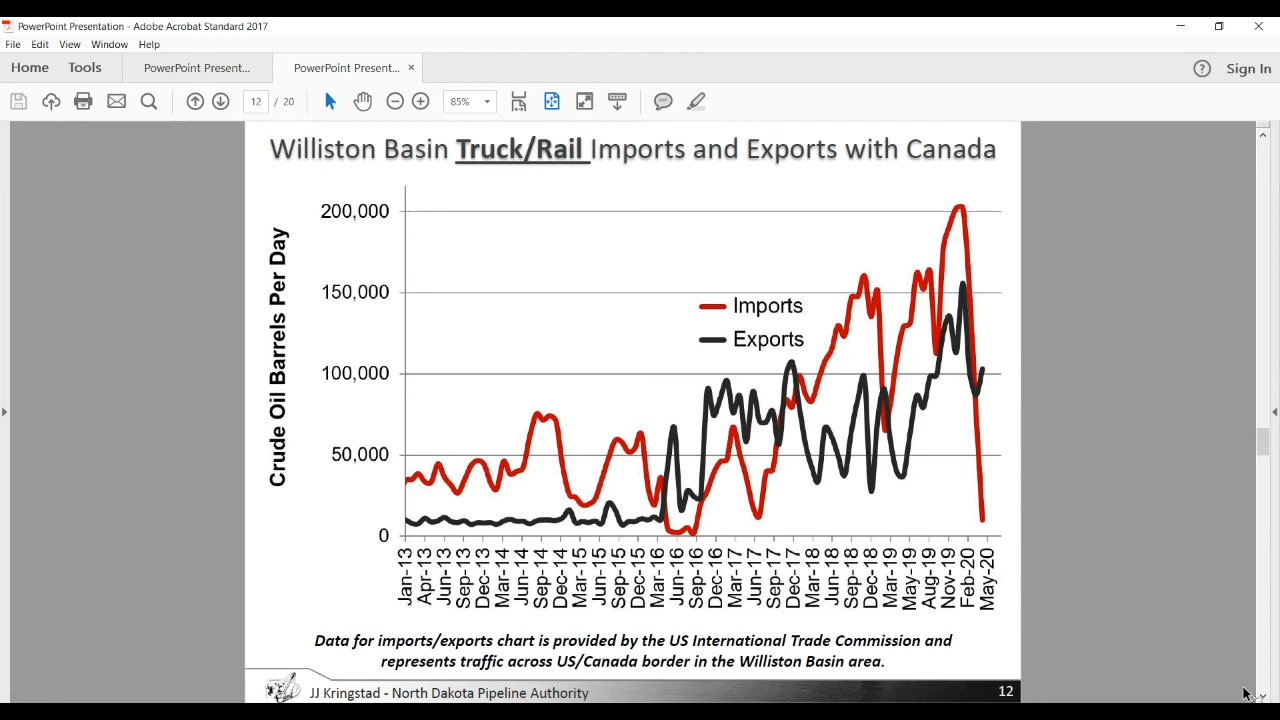 PowerPoint Presentation - Adobe Acrobat Standard 2017
File Edit View Window Help
Home Tools PowerPoint Present... PowerPoint Present... × Sign In
12 / 20 85%
Williston Basin Truck/Rail Imports and Exports with Canada
Crude Oil Barrels Per Day
200,000
150,000
100,000
50,000
0
Imports
Exports
Jan-13 Apr-13 Jun-13 Sep-13 Dec-13 Mar-14 Jun-14 Sep-14 Dec-14 Mar-15 Jun-15 Sep-15 Dec-15 Mar-16 Jun-16 Sep-16 Dec-16 Mar-17 Jun-17 Sep-17 Dec-17 Mar-18 Jun-18 Sep-18 Dec-18 Mar-19 May-19 Aug-19 Nov-19 Feb-20 May-20
Data for imports/exports chart is provided by the US International Trade Commission and
represents traffic across US/Canada border in the Williston Basin area.
JJ Kringstad - North Dakota Pipeline Authority 12